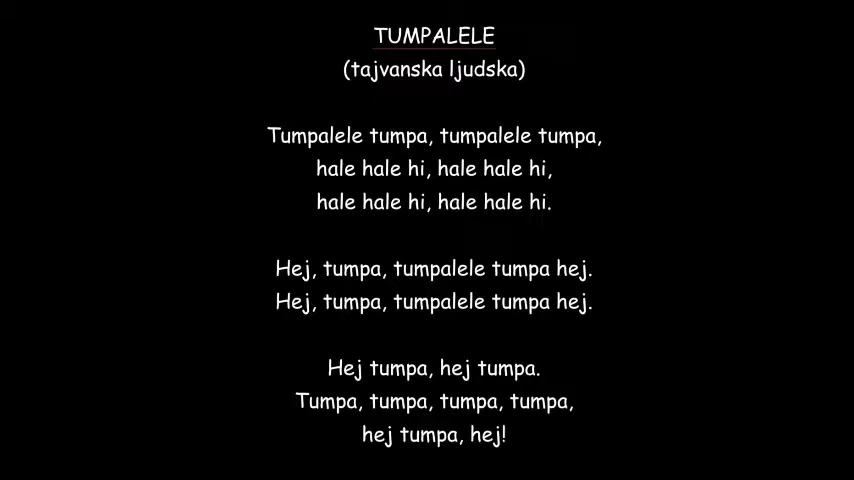 TUMPALELE
(tajvanska ljudska)
Tumpalele tumpa, tumpalele tumpa,
hale hale hi, hale hale hi,
hale hale hi, hale hale hi.
Hej, tumpa, tumpalele tumpa hej.
Hej, tumpa, tumpalele tumpa hej.
Hej tumpa, hej tumpa.
Tumpa, tumpa, tumpa, tumpa,
hej tumpa, hej!